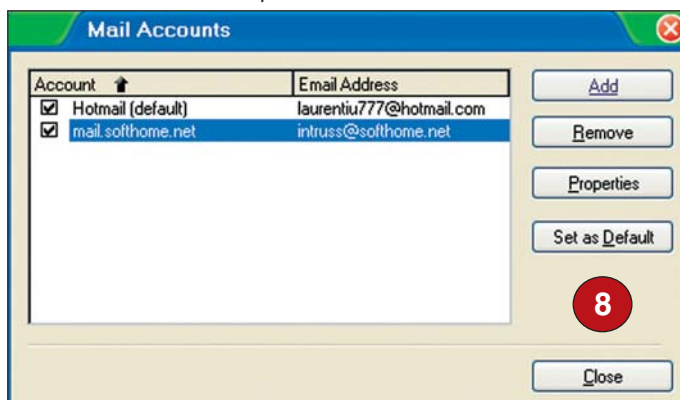 Mail Accounts
Account Email Address
Hotmail (default) laurentiu777@hotmail.com
mail.softhome.net intruss@softhome.net
Add
Remove
Properties
Set as Default
8
Close